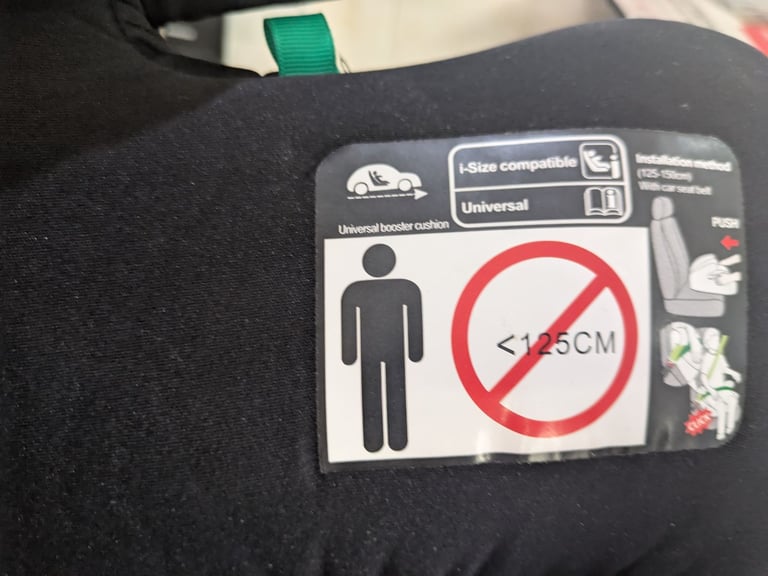 i-Size compatible
Universal
Universal booster cushion
<125CM
Installation method
(125-150cm)
With car seat belt
PUSH
CLICK